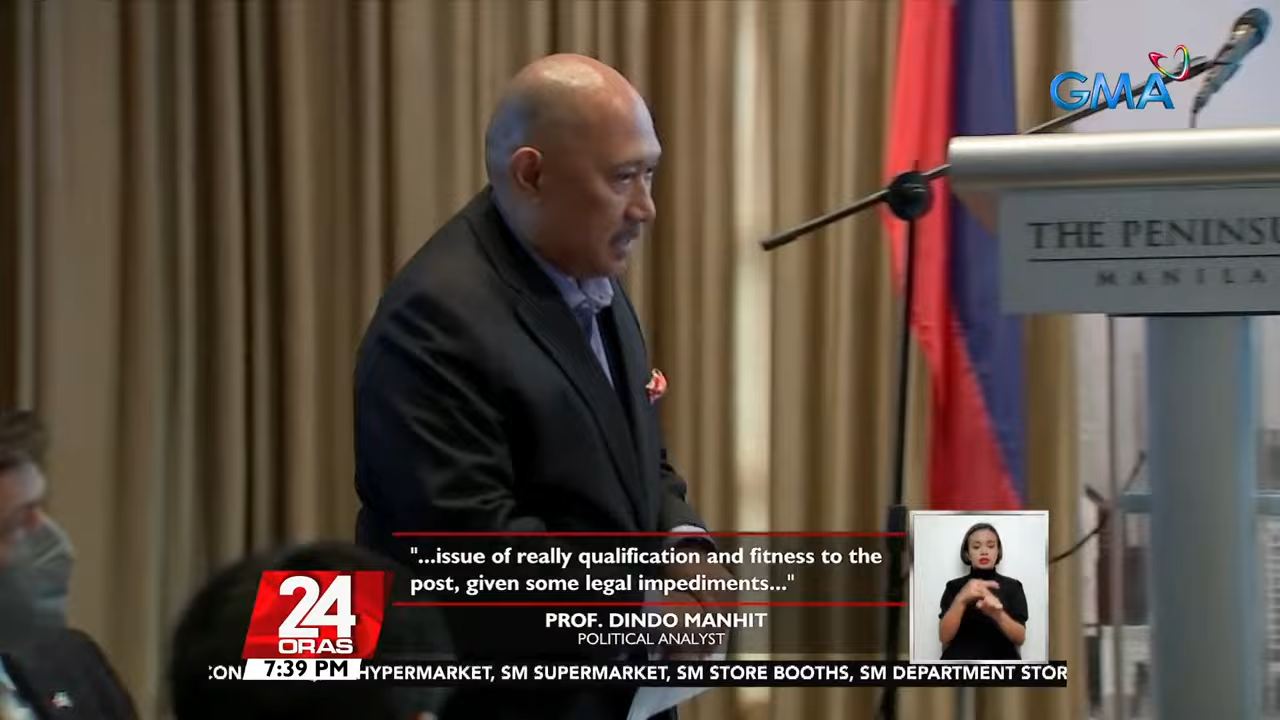 GMA
THE PENINSU
MANILA
"...issue of really qualification and fitness to the
post, given some legal impediments..."
PROF. DINDO MANHIT
POLITICAL ANALYST
24
ORAS
7:39 PM
CON HYPERMARKET, SM SUPERMARKET, SM STORE BOOTHS, SM DEPARTMENT STOR